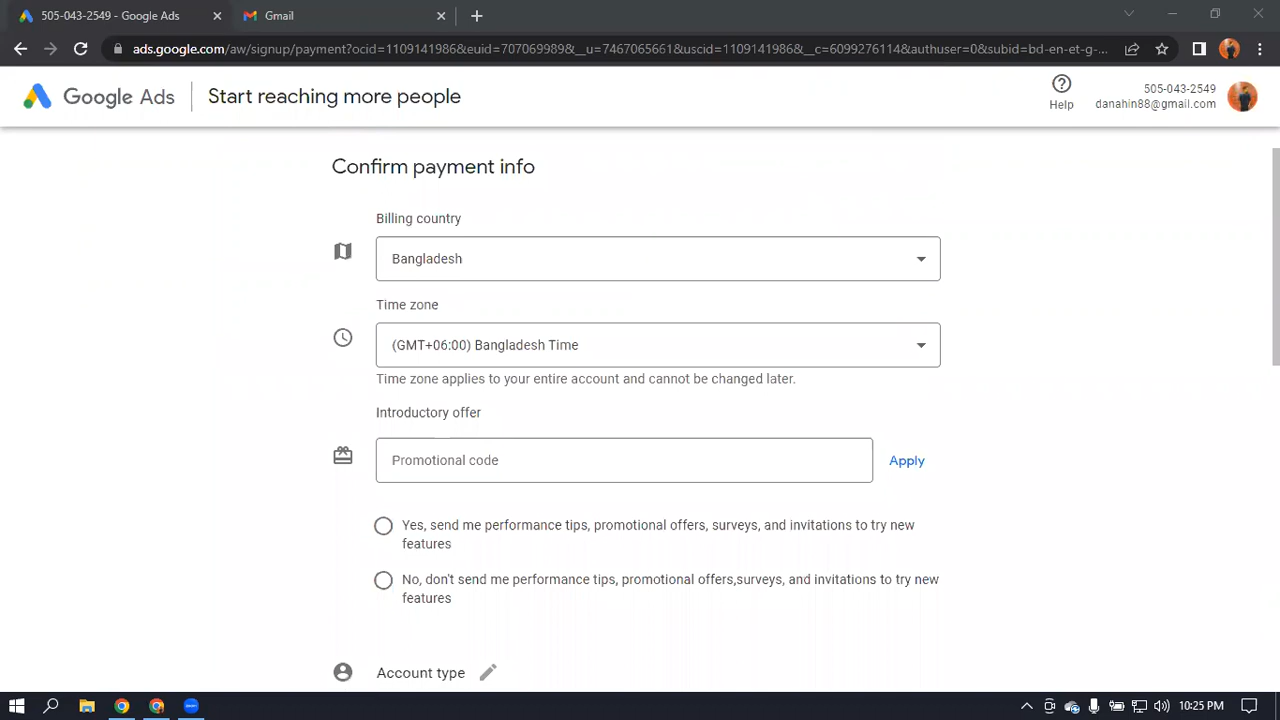 505-043-2549 - Google Ads
Gmail
ads.google.com/aw/signup/payment?ocid=1109141986&euid=707069989&__u=7467065661&uscid=1109141986&__c=6099276114&authuser=0&subid=bd-en-et-g-...
Google Ads
Start reaching more people
Help
505-043-2549
danahin88@gmail.com
Confirm payment info
Billing country
Bangladesh
Time zone
(GMT+06:00) Bangladesh Time
Time zone applies to your entire account and cannot be changed later.
Introductory offer
Promotional code
Apply
Yes, send me performance tips, promotional offers, surveys, and invitations to try new
features
No, don't send me performance tips, promotional offers,surveys, and invitations to try new
features
Account type
10:25 PM